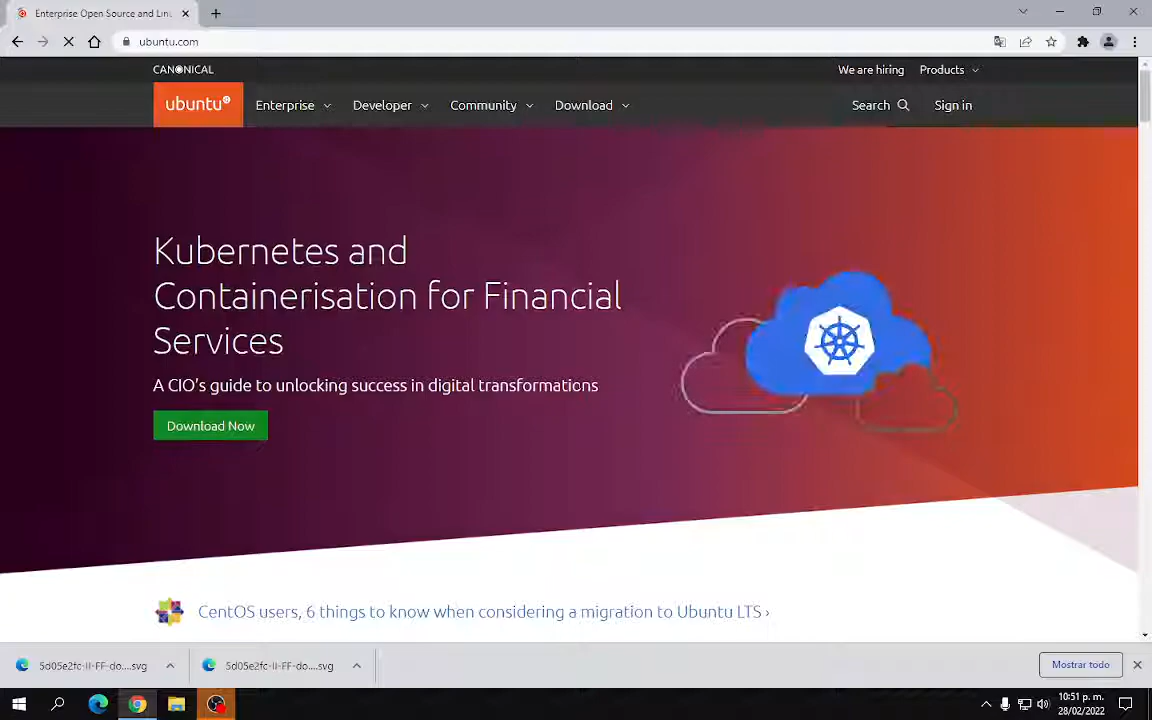 Enterprise Open Source and Lin
ubuntu.com
CANONICAL
We are hiring
Products
ubuntu®
Enterprise
Developer
Community
Download
Search
Sign in
Kubernetes and
Containerisation for Financial
Services
A CIO's guide to unlocking success in digital transformations
Download Now
CentOS users, 6 things to know when considering a migration to Ubuntu LTS ›
5d05e2fc-II-FF-do....svg
5d05e2fc-II-FF-do....svg
Mostrar todo
10:51 p. m.
28/02/2022